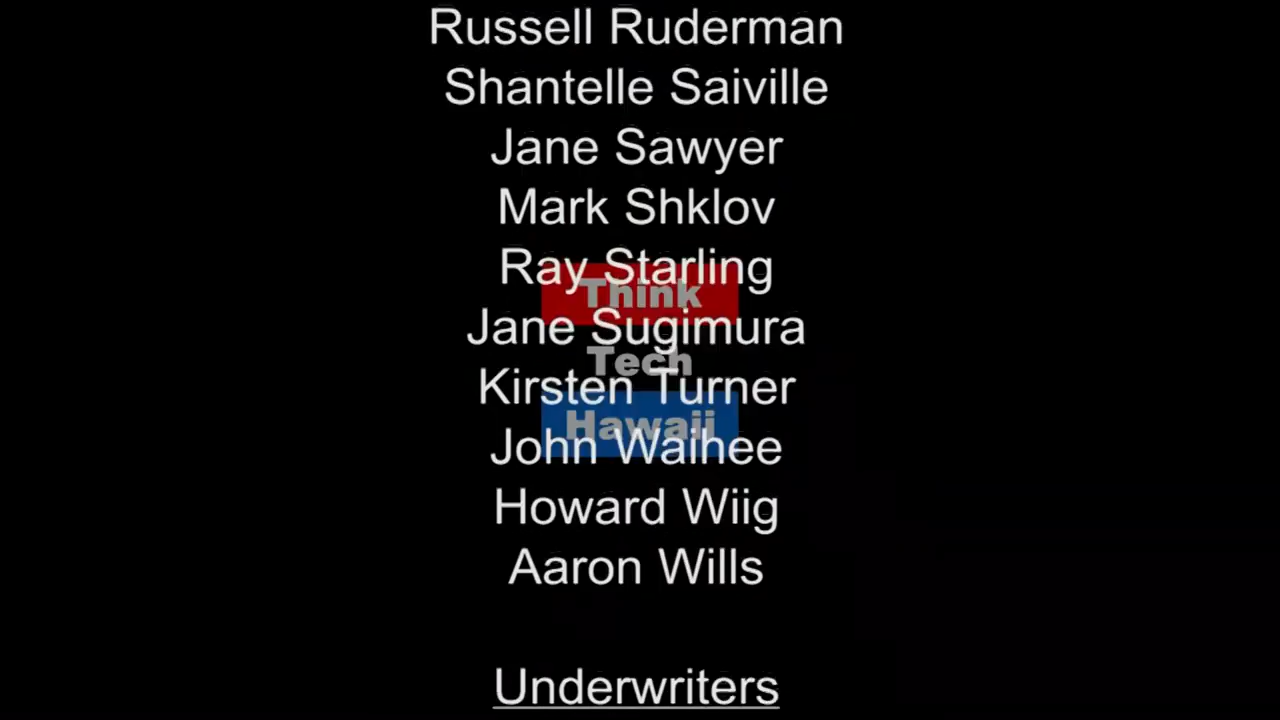 Russell Ruderman
Shantelle Saiville
Jane Sawyer
Mark Shklov
Ray Starling
Think
Jane Sugimura
Tech
Kirsten Turner
Hawaii
John Waihee
Howard Wiig
Aaron Wills
Underwriters